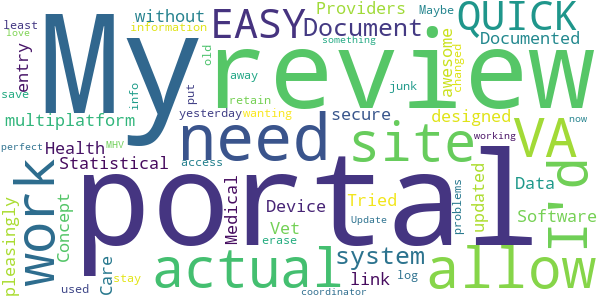 least
love
Maybe
without
Providers
QUICK
information
EASY
Document
Documented
something
entry
old
info
My
review
awesome
changed
save
away
junk
put
retain
yesterday
wanting
secure
designed
multiplatform
need
site
VA
I'd
perfect
Health
MHV
access
now
working
Statistical
work
portal
Medical
Device
Tried
updated
Data
Concept
Vet
Update
problems
Software
pleasingly
erase
system
Care
actual
allow
link
log
used
stay
coordinator